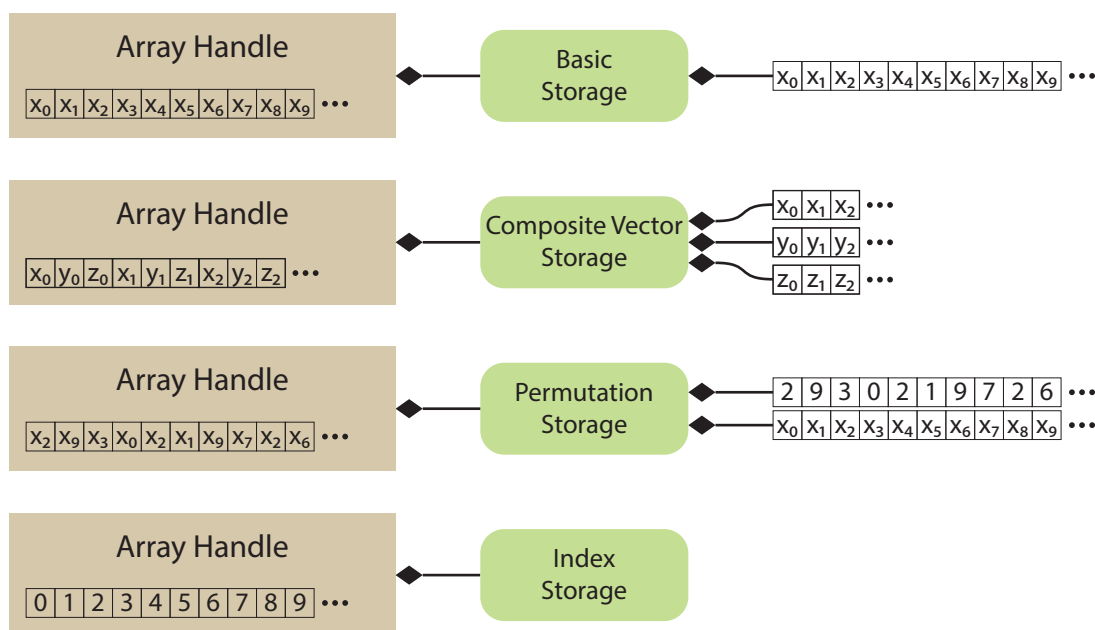 Array Handle
x₀ x₁ x₂ x₃ x₄ x₅ x₆ x₇ x₈ x₉ •••
Basic
Storage
x₀ x₁ x₂ x₃ x₄ x₅ x₆ x₇ x₈ x₉ •••
Array Handle
x₀ y₀ z₀ x₁ y₁ z₁ x₂ y₂ z₂ •••
Composite Vector
Storage
x₀ x₁ x₂ •••
y₀ y₁ y₂ •••
z₀ z₁ z₂ •••
Array Handle
x₂ x₉ x₃ x₀ x₂ x₁ x₉ x₇ x₂ x₆ •••
Permutation
Storage
2 9 3 0 2 1 9 7 2 6 •••
x₀ x₁ x₂ x₃ x₄ x₅ x₆ x₇ x₈ x₉ •••
Array Handle
0 1 2 3 4 5 6 7 8 9 •••
Index
Storage